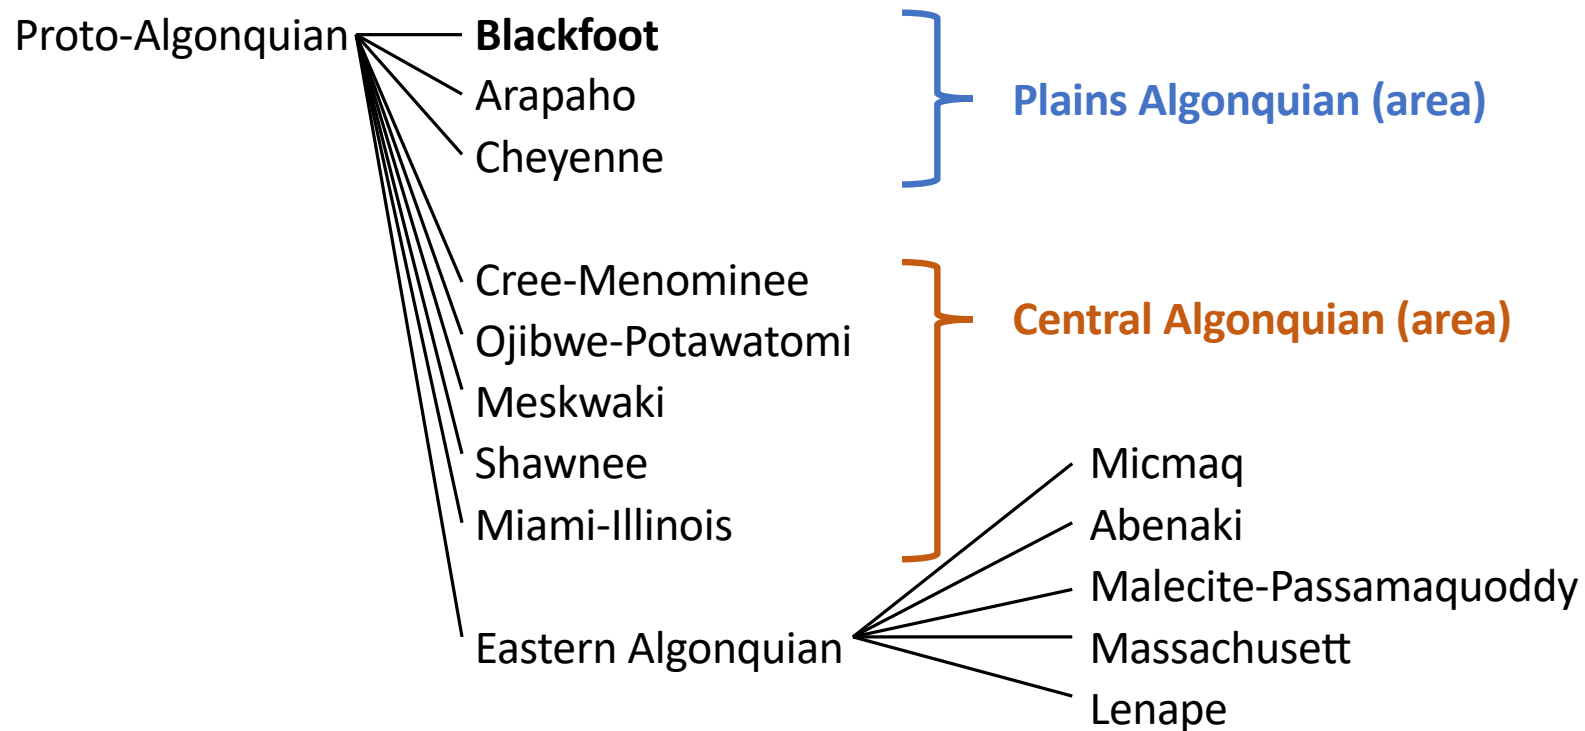 Proto-Algonquian
Blackfoot
Arapaho
Cheyenne
Plains Algonquian (area)
Cree-Menominee
Ojibwe-Potawatomi
Meskwaki
Shawnee
Miami-Illinois
Central Algonquian (area)
Eastern Algonquian
Micmaq
Abenaki
Malecite-Passamaquoddy
Massachusett
Lenape